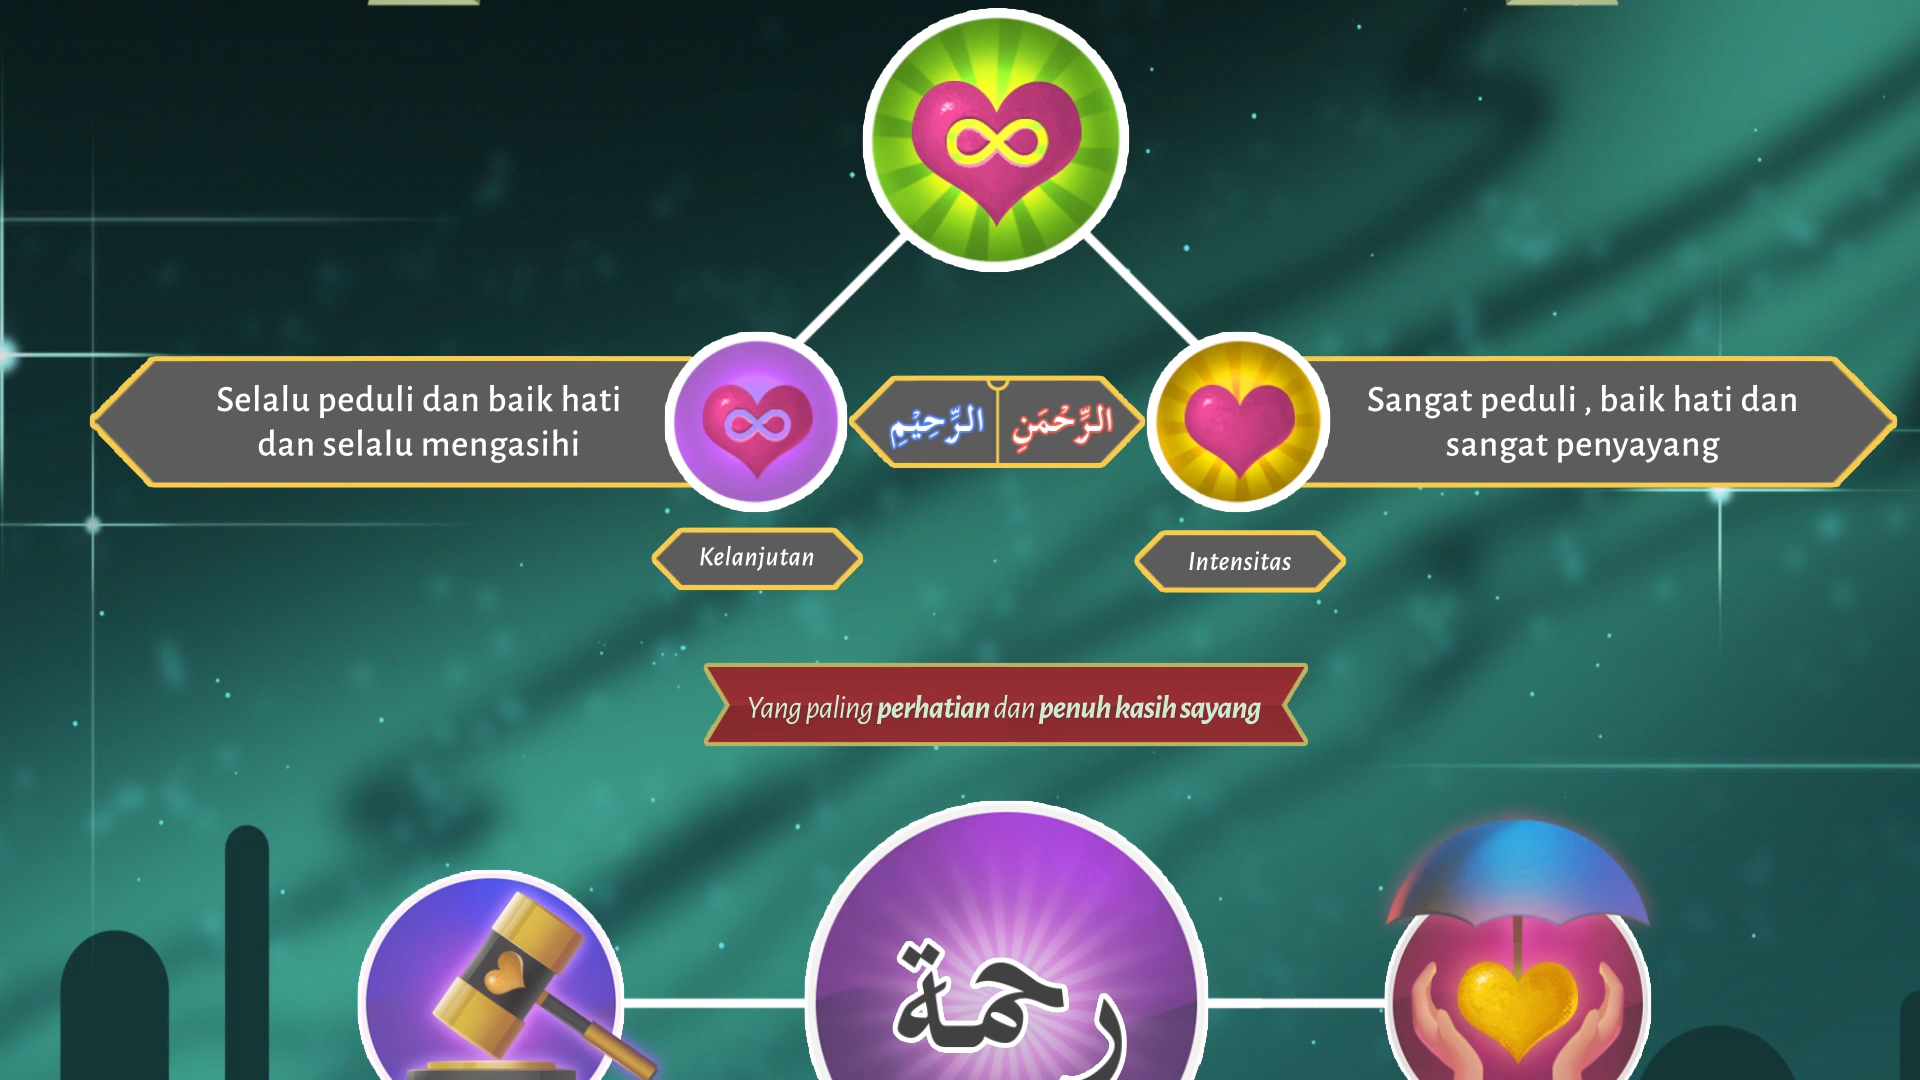 Selalu peduli dan baik hati
dan selalu mengasihi
الرَّحْمَنِ الرَّحِيْمِ
Sangat peduli , baik hati dan
sangat penyayang
Kelanjutan
Intensitas
Yang paling perhatian dan penuh kasih sayang
رحمة